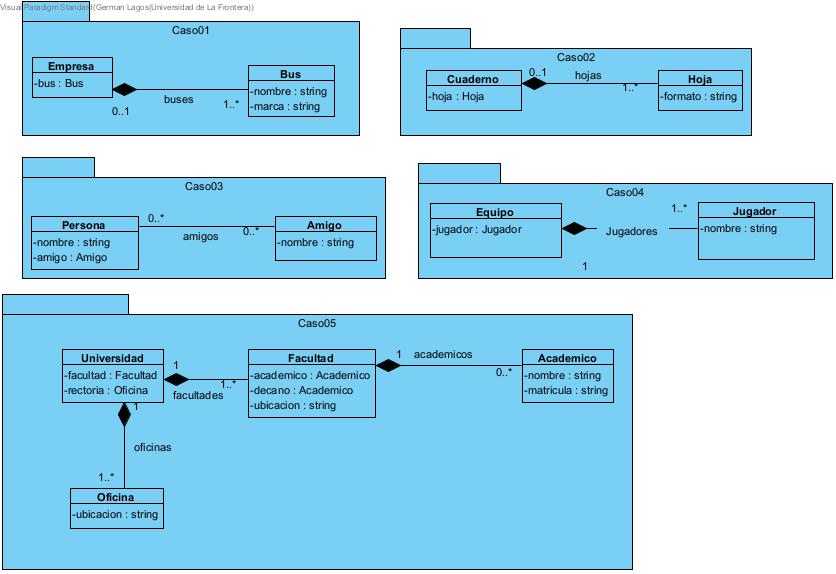 Visual Paradigm Standard(German Lagos(Universidad de La Frontera))
Caso01
Empresa
-bus : Bus
0..1
buses
1..*
Bus
-nombre : string
-marca : string
Caso02
Cuaderno
-hoja : Hoja
0..1
hojas
1..*
Hoja
-formato : string
Caso03
Persona
-nombre : string
-amigo : Amigo
0..*
amigos
0..*
Amigo
-nombre : string
Caso04
Equipo
-jugador : Jugador
1
Jugadores
1..*
Jugador
-nombre : string
Caso05
Universidad
-facultad : Facultad
-rectoria : Oficina
1
facultades
1..*
Facultad
-academico : Academico
-decano : Academico
-ubicacion : string
1
academicos
0..*
Academico
-nombre : string
-matricula : string
1
oficinas
1..*
Oficina
-ubicacion : string